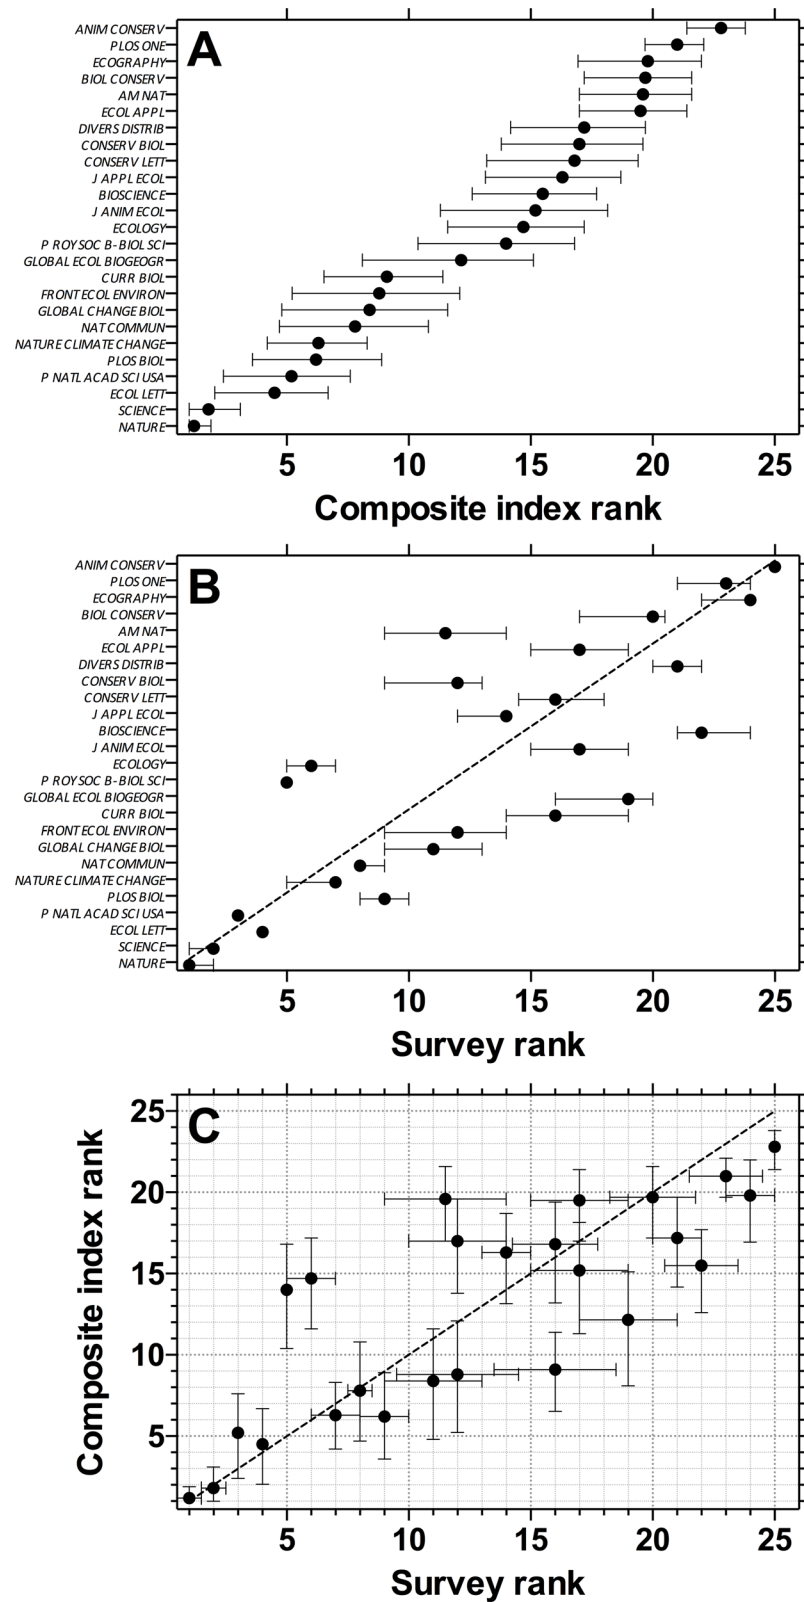 A
ANIM CONSERV
PLOS ONE
ECOGRAPHY
BIOL CONSERV
AM NAT
ECOL APPL
DIVERS DISTRIB
CONSERV BIOL
CONSERV LETT
J APPL ECOL
BIOSCIENCE
J ANIM ECOL
ECOLOGY
P ROY SOC B-BIOL SCI
GLOBAL ECOL BIOGEOGR
CURR BIOL
FRONT ECOL ENVIRON
GLOBAL CHANGE BIOL
NAT COMMUN
NATURE CLIMATE CHANGE
PLOS BIOL
P NATL ACAD SCI USA
ECOL LETT
SCIENCE
NATURE
5 10 15 20 25
Composite index rank
B
ANIM CONSERV
PLOS ONE
ECOGRAPHY
BIOL CONSERV
AM NAT
ECOL APPL
DIVERS DISTRIB
CONSERV BIOL
CONSERV LETT
J APPL ECOL
BIOSCIENCE
J ANIM ECOL
ECOLOGY
P ROY SOC B-BIOL SCI
GLOBAL ECOL BIOGEOGR
CURR BIOL
FRONT ECOL ENVIRON
GLOBAL CHANGE BIOL
NAT COMMUN
NATURE CLIMATE CHANGE
PLOS BIOL
P NATL ACAD SCI USA
ECOL LETT
SCIENCE
NATURE
5 10 15 20 25
Survey rank
C
Composite index rank
25
20
15
10
5
5 10 15 20 25
Survey rank